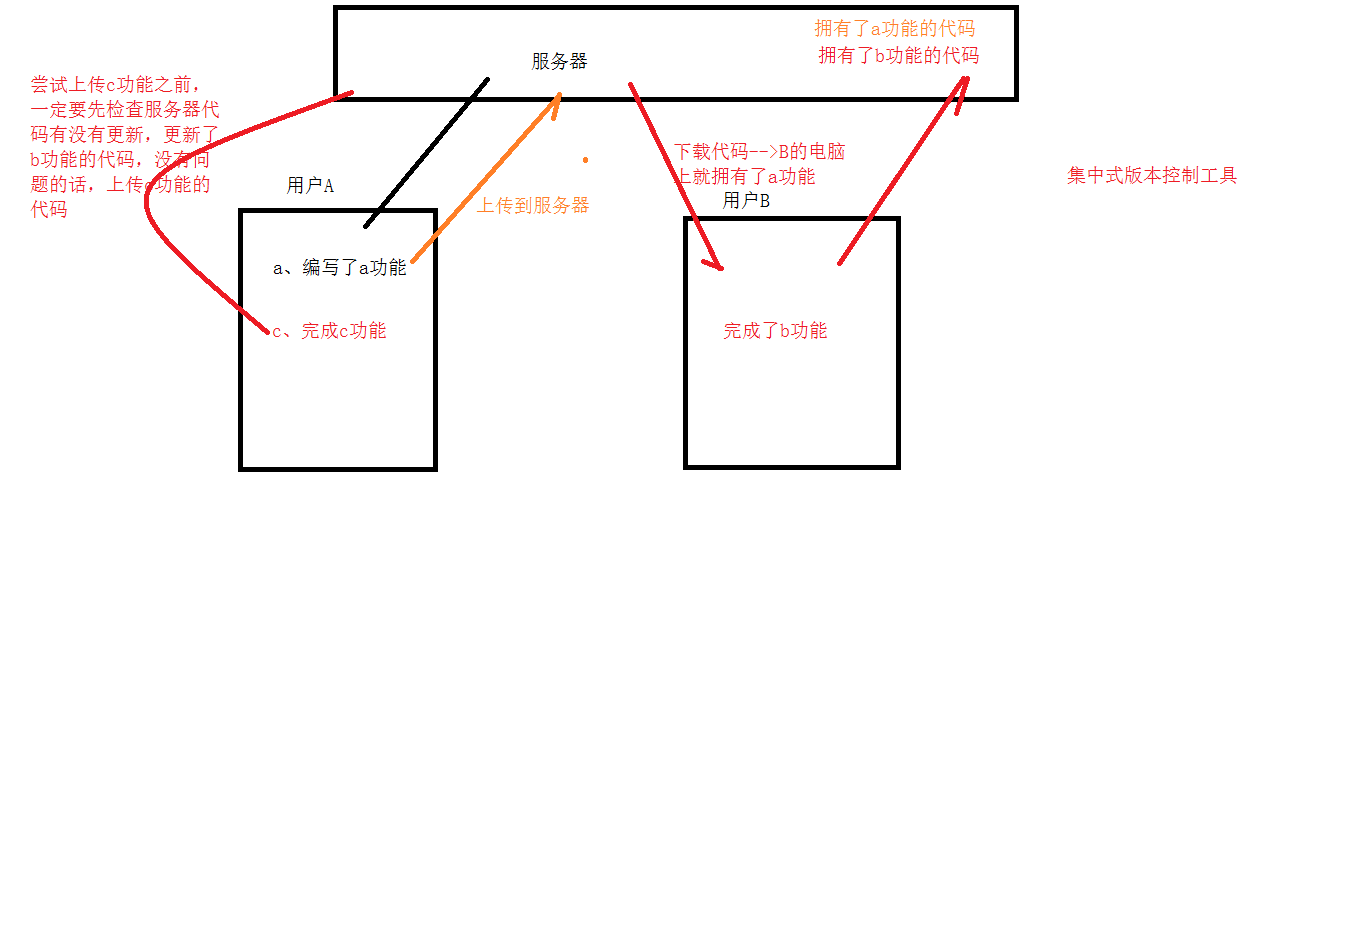 拥有了a功能的代码
拥有了b功能的代码
服务器
尝试上传c功能之前，
一定要先检查服务器代
码有没有更新，更新了
b功能的代码，没有问
题的话，上传c功能的
代码
下载代码-->B的电脑
上就拥有了a功能
集中式版本控制工具
用户A
上传到服务器
用户B
a、编写了a功能
c、完成c功能
完成了b功能